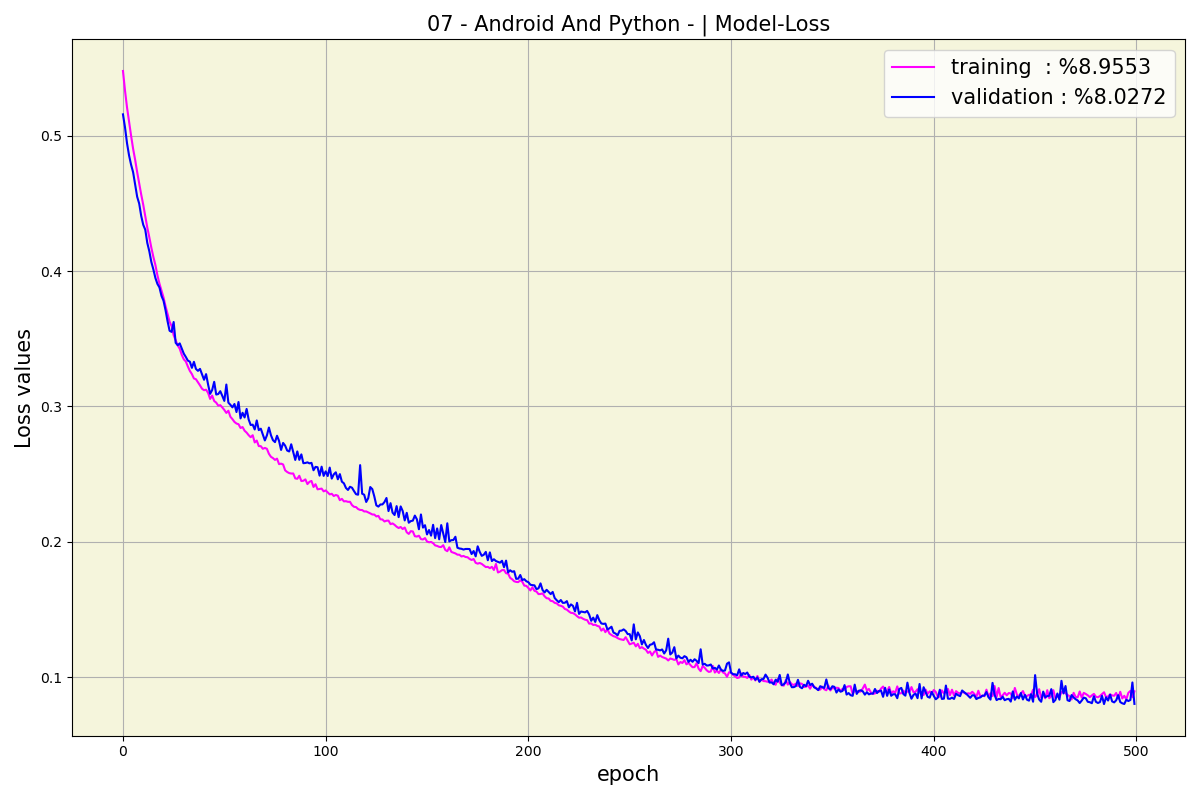 07 - Android And Python - | Model-Loss
training  : %8.9553
validation : %8.0272
Loss values
0.5
0.4
0.3
0.2
0.1
0 100 200 300 400 500
epoch